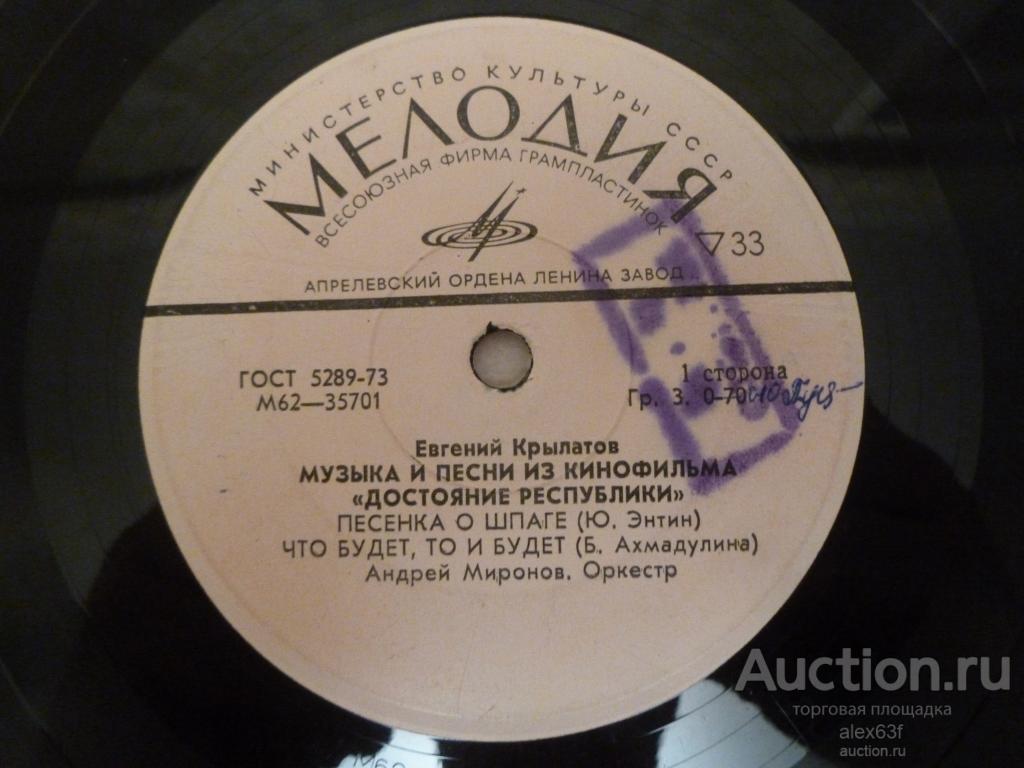 МИНИСТЕРСТВО КУЛЬТУРЫ СССР
МЕЛОДИЯ
ВСЕСОЮЗНАЯ ФИРМА ГРАМПЛАСТИНОК
33
АПРЕЛЕВСКИЙ ОРДЕНА ЛЕНИНА ЗАВОД
ГОСТ 5289-73
М62—35701
1 сторона
Гр. 3. 0-70
Евгений Крылатов
МУЗЫКА И ПЕСНИ ИЗ КИНОФИЛЬМА
«ДОСТОЯНИЕ РЕСПУБЛИКИ»
ПЕСЕНКА О ШПАГЕ (Ю. Энтин)
ЧТО БУДЕТ, ТО И БУДЕТ (Б. Ахмадулина)
Андрей Миронов. Оркестр
Auction.ru
торговая площадка
alex63f
auction.ru